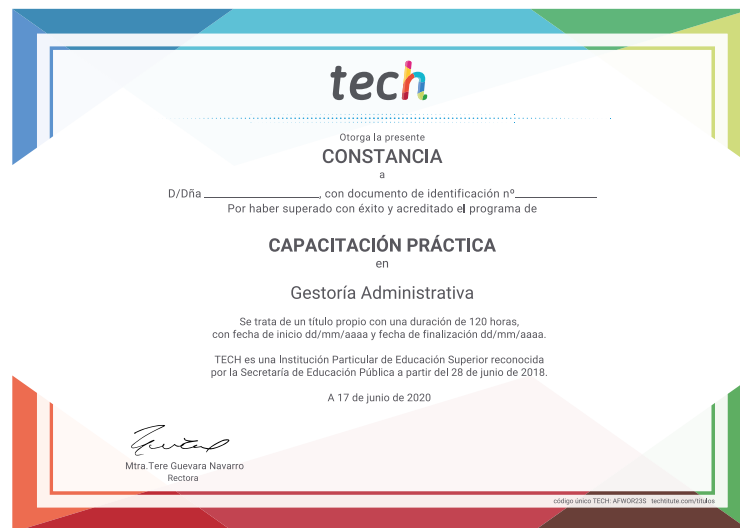 tech
Otorga la presente
CONSTANCIA
a
D/Dña ____________________, con documento de identificación nº______________
Por haber superado con éxito y acreditado el programa de
CAPACITACIÓN PRÁCTICA
en
Gestoría Administrativa
Se trata de un título propio con una duración de 120 horas,
con fecha de inicio dd/mm/aaaa y fecha de finalización dd/mm/aaaa.
TECH es una Institución Particular de Educación Superior reconocida
por la Secretaría de Educación Pública a partir del 28 de junio de 2018.
A 17 de junio de 2020
Mtra.Tere Guevara Navarro
Rectora
código único TECH: AFWOR23S techtitute.com/titulos